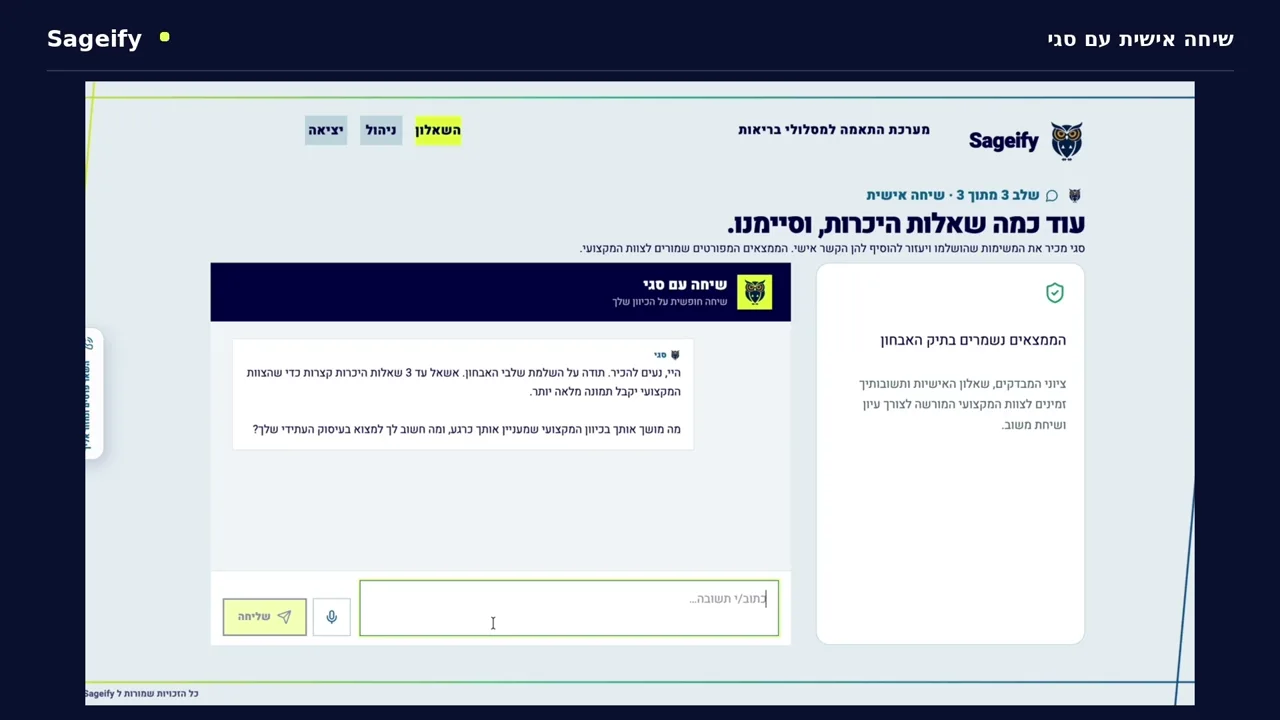 שיחה אישית עם סגי
Sageify
Sageify
מערכת התאמה למסלולי בריאות
השאלון
ניהול
יציאה
שלב 3 מתוך 3 · שיחה אישית
עוד כמה שאלות היכרות, וסיימנו.
סגי מכיר את המשימות שהושלמו ויעזור להוסיף להן הקשר אישי. הממצאים המפורטים שמורים לצוות המקצועי.
הממצאים נשמרים בתיק האבחון
ציוני המבדקים, שאלון האישיות ותשובותיך
זמינים לצוות המקצועי המורשה לצורך עיון
ושיחת משוב.
שיחה עם סגי
שיחה חופשית על הכיוון שלך
סגי
היי, נעים להכיר. תודה על השלמת שלבי האבחון. אשאל עד 3 שאלות היכרות קצרות כדי שהצוות
המקצועי יקבל תמונה מלאה יותר.
מה מושך אותך בכיוון המקצועי שמעניין אותך כרגע, ומה חשוב לך למצוא בעיסוק העתידי שלך?
כתוב/י תשובה...
שליחה
כל הזכויות שמורות ל Sageify